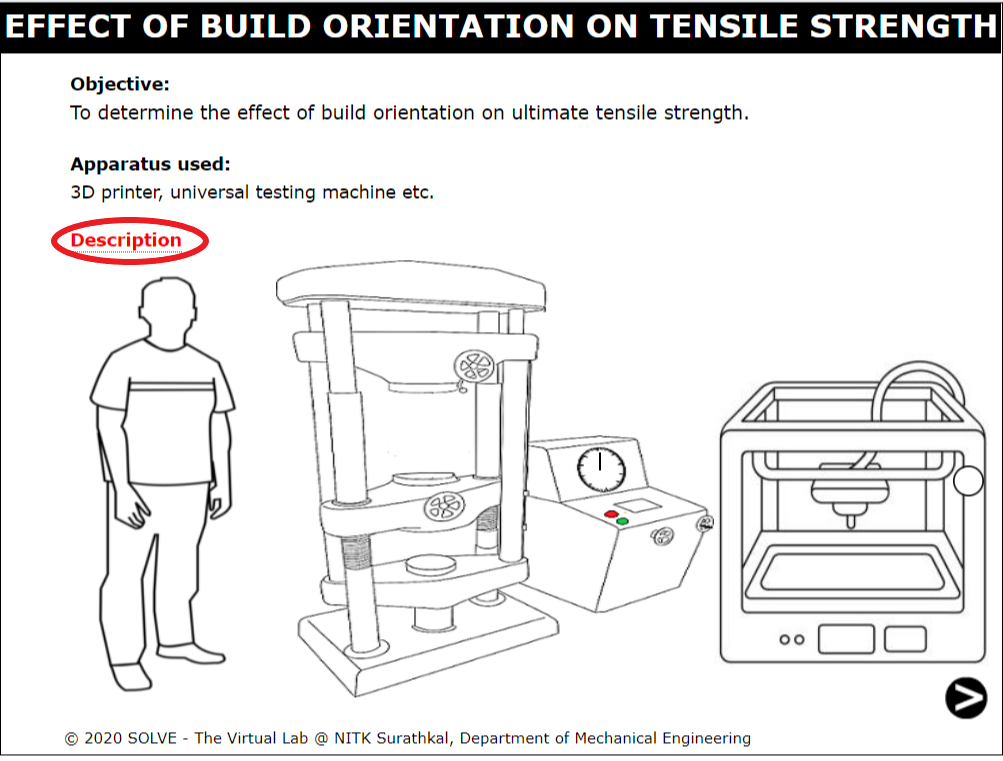 EFFECT OF BUILD ORIENTATION ON TENSILE STRENGTH
Objective:
To determine the effect of build orientation on ultimate tensile strength.
Apparatus used:
3D printer, universal testing machine etc.
Description
© 2020 SOLVE - The Virtual Lab @ NITK Surathkal, Department of Mechanical Engineering